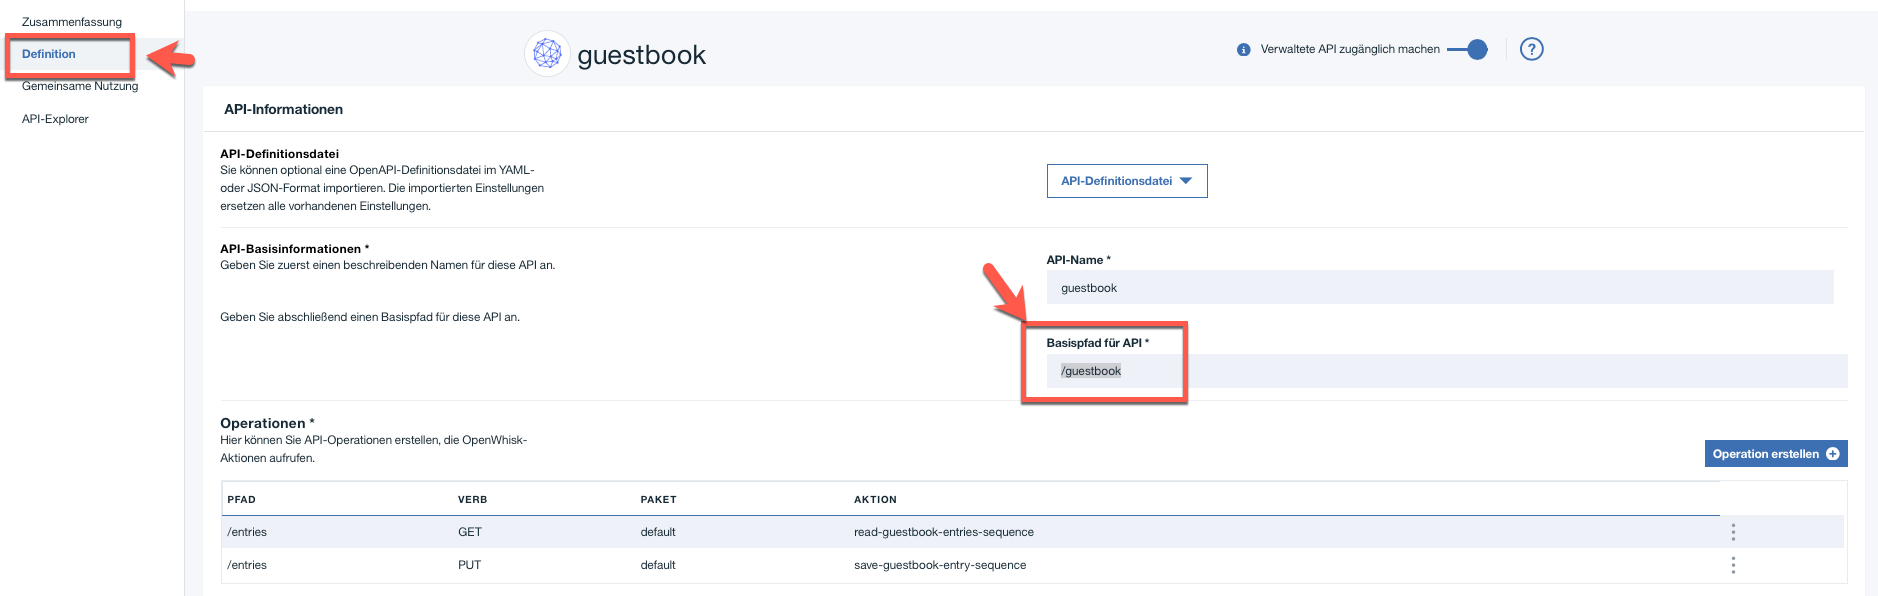 Zusammenfassung
Definition
Gemeinsame Nutzung
API-Explorer
guestbook
Verwaltete API zugänglich machen
?
API-Informationen
API-Definitionsdatei
Sie können optional eine OpenAPI-Definitionsdatei im YAML-
oder JSON-Format importieren. Die importierten Einstellungen
ersetzen alle vorhandenen Einstellungen.
API-Definitionsdatei
API-Basisinformationen *
Geben Sie zuerst einen beschreibenden Namen für diese API an.
API-Name *
guestbook
Geben Sie abschließend einen Basispfad für diese API an.
Basispfad für API *
/guestbook
Operationen *
Hier können Sie API-Operationen erstellen, die OpenWhisk-
Aktionen aufrufen.
Operation erstellen
PFAD VERB PAKET AKTION
/entries GET default read-guestbook-entries-sequence
/entries PUT default save-guestbook-entry-sequence